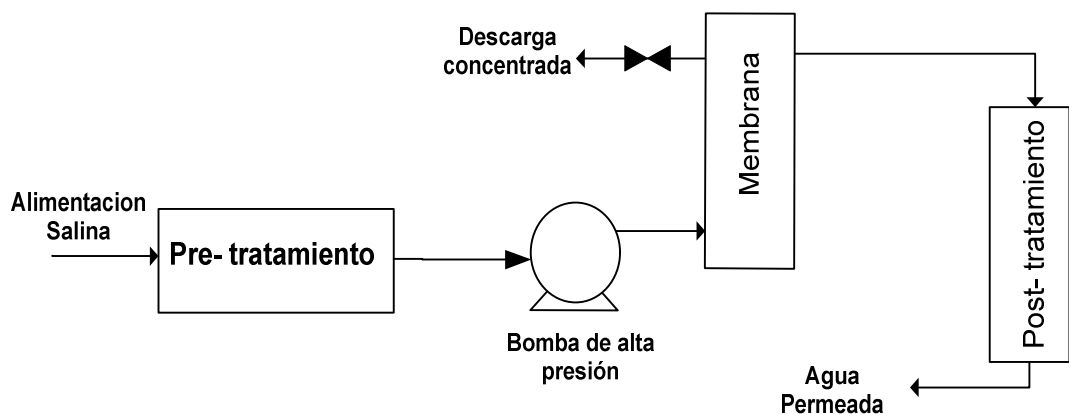 Descarga
concentrada
Membrana
Post- tratamiento
Alimentacion
Salina
Pre- tratamiento
Bomba de alta
presión
Agua
Permeada